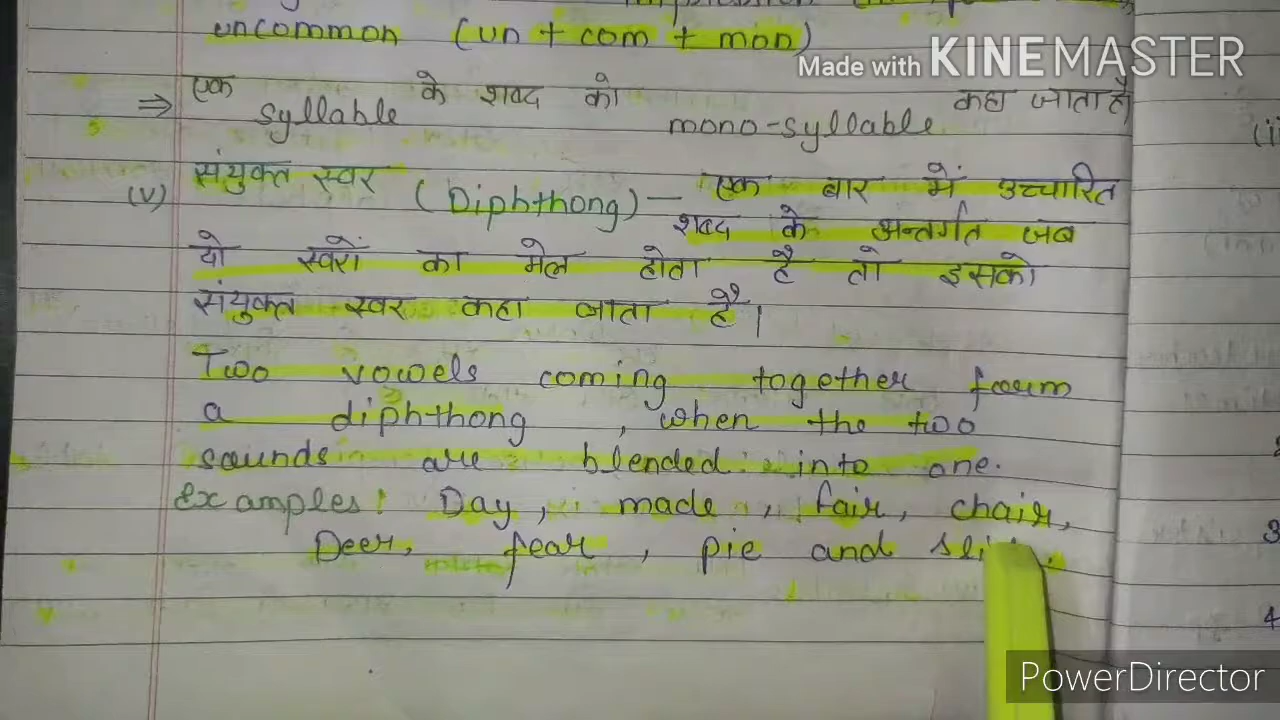 uncommon (un + com + mon)
Made with KINEMASTER
⇒ एक syllable के शब्द को mono-syllable कहा जाता है
(v) संयुक्त स्वर (Diphthong) — एक बार में उच्चारित
शब्द के अन्तर्गत जब
दो स्वरों का मेल होता है तो इसको
संयुक्त स्वर कहा जाता है।
Two vowels coming together form
a diphthong, when the two
sounds are blended into one.
Examples: Day, made, fair, chair,
Deer, fear, pie and
3
4
PowerDirector